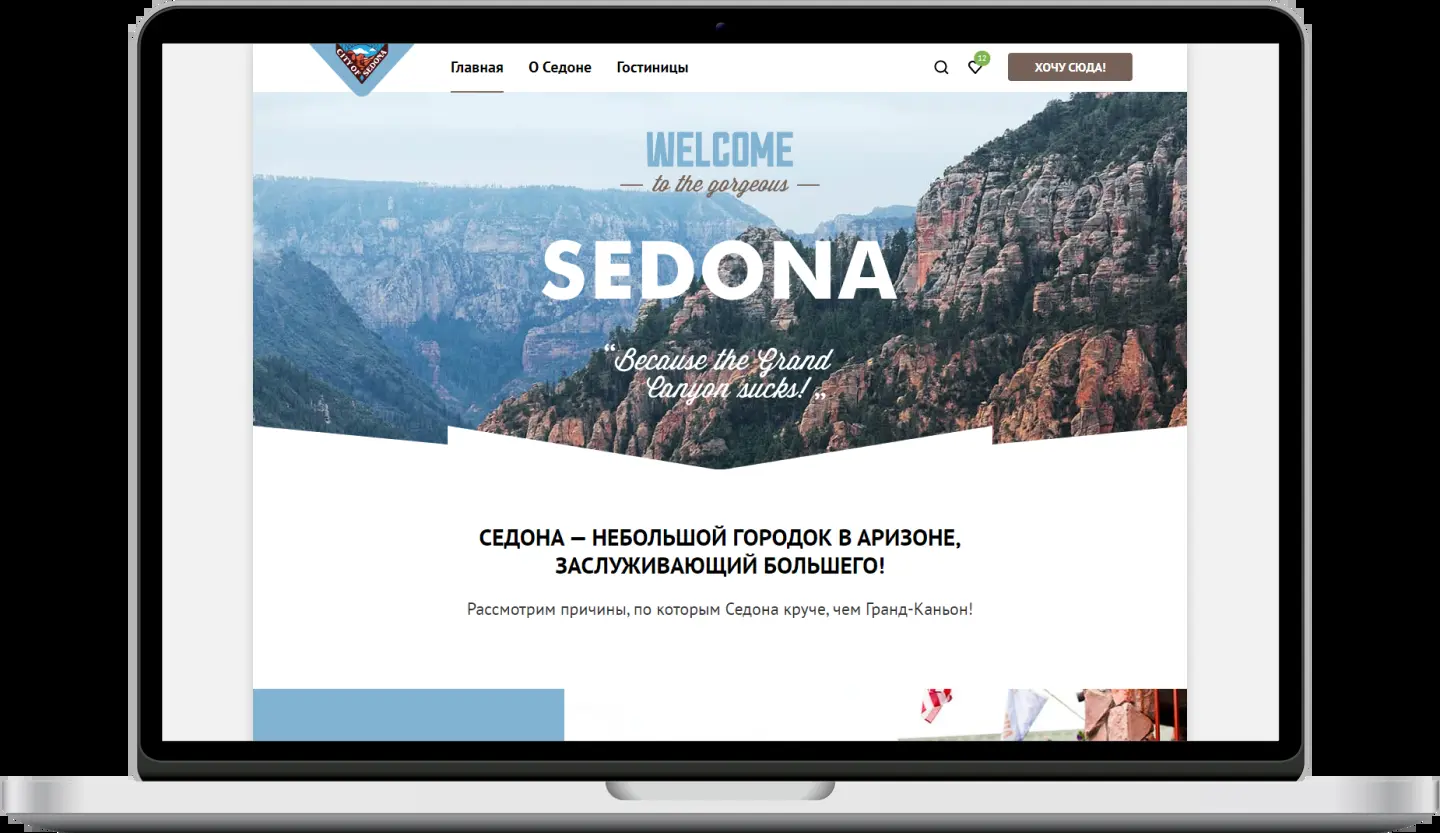 CITY OF SEDONA
Главная
О Седоне
Гостиницы
12
ХОЧУ СЮДА!
WELCOME
to the gorgeous
SEDONA
“Because the Grand
Canyon sucks!„
СЕДОНА — НЕБОЛЬШОЙ ГОРОДОК В АРИЗОНЕ,
ЗАСЛУЖИВАЮЩИЙ БОЛЬШЕГО!
Рассмотрим причины, по которым Седона круче, чем Гранд-Каньон!